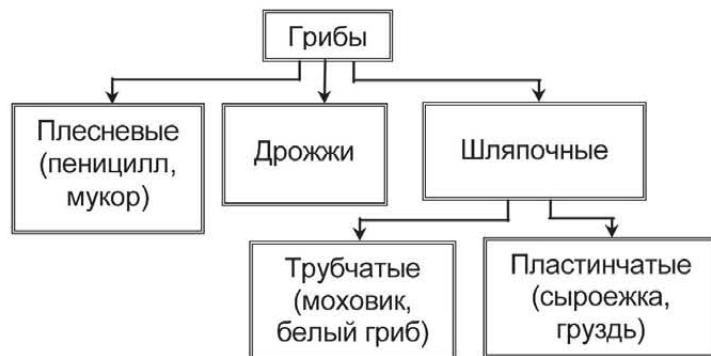 Грибы
Плесневые
(пеницилл,
мукор)
Дрожжи
Шляпочные
Трубчатые
(моховик,
белый гриб)
Пластинчатые
(сыроежка,
груздь)